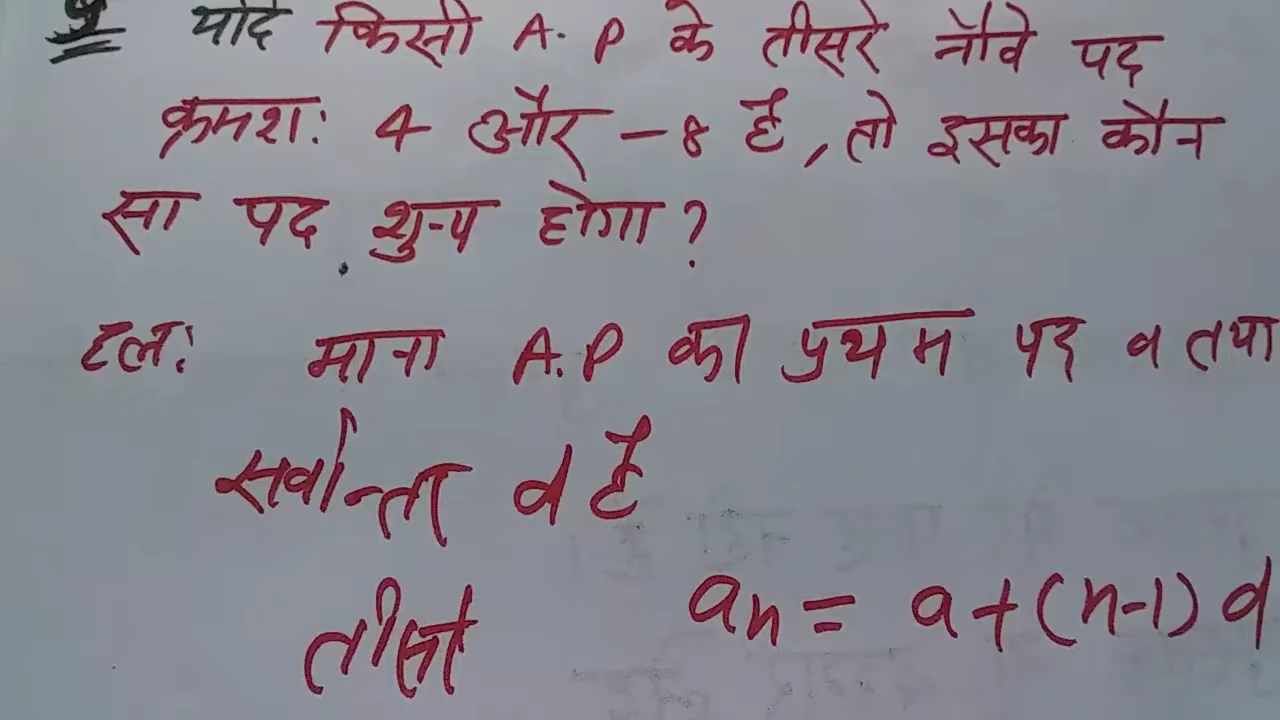 प्र यदि किसी A.P के तीसरे नौवे पद
क्रमश: 4 और -8 है, तो इसका कौन
सा पद शुन्य होगा?
हल: माना A.P का प्रथम पद a तथा
सर्वान्तर d है
तीसरे aₙ = a+(n-1)d